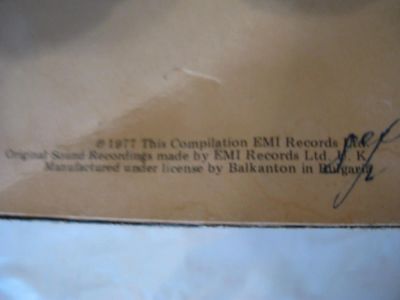 ℗ 1977 This Compilation EMI Records Ltd.
Original Sound Recordings made by EMI Records Ltd. U. K.
Manufactured under license by Balkanton in Bulgaria